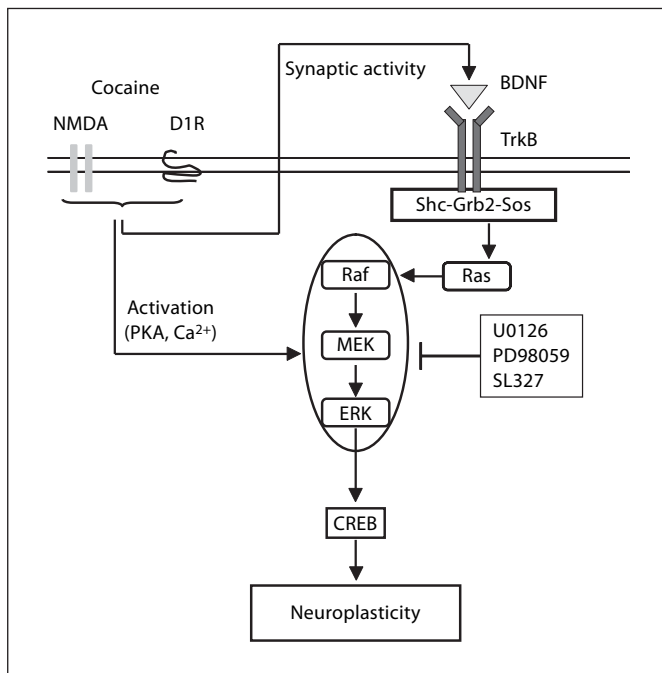 Synaptic activity
BDNF
Cocaine
NMDA
D1R
TrkB
Shc-Grb2-Sos
Raf
Ras
Activation
(PKA, Ca²⁺)
MEK
U0126
PD98059
SL327
ERK
CREB
Neuroplasticity